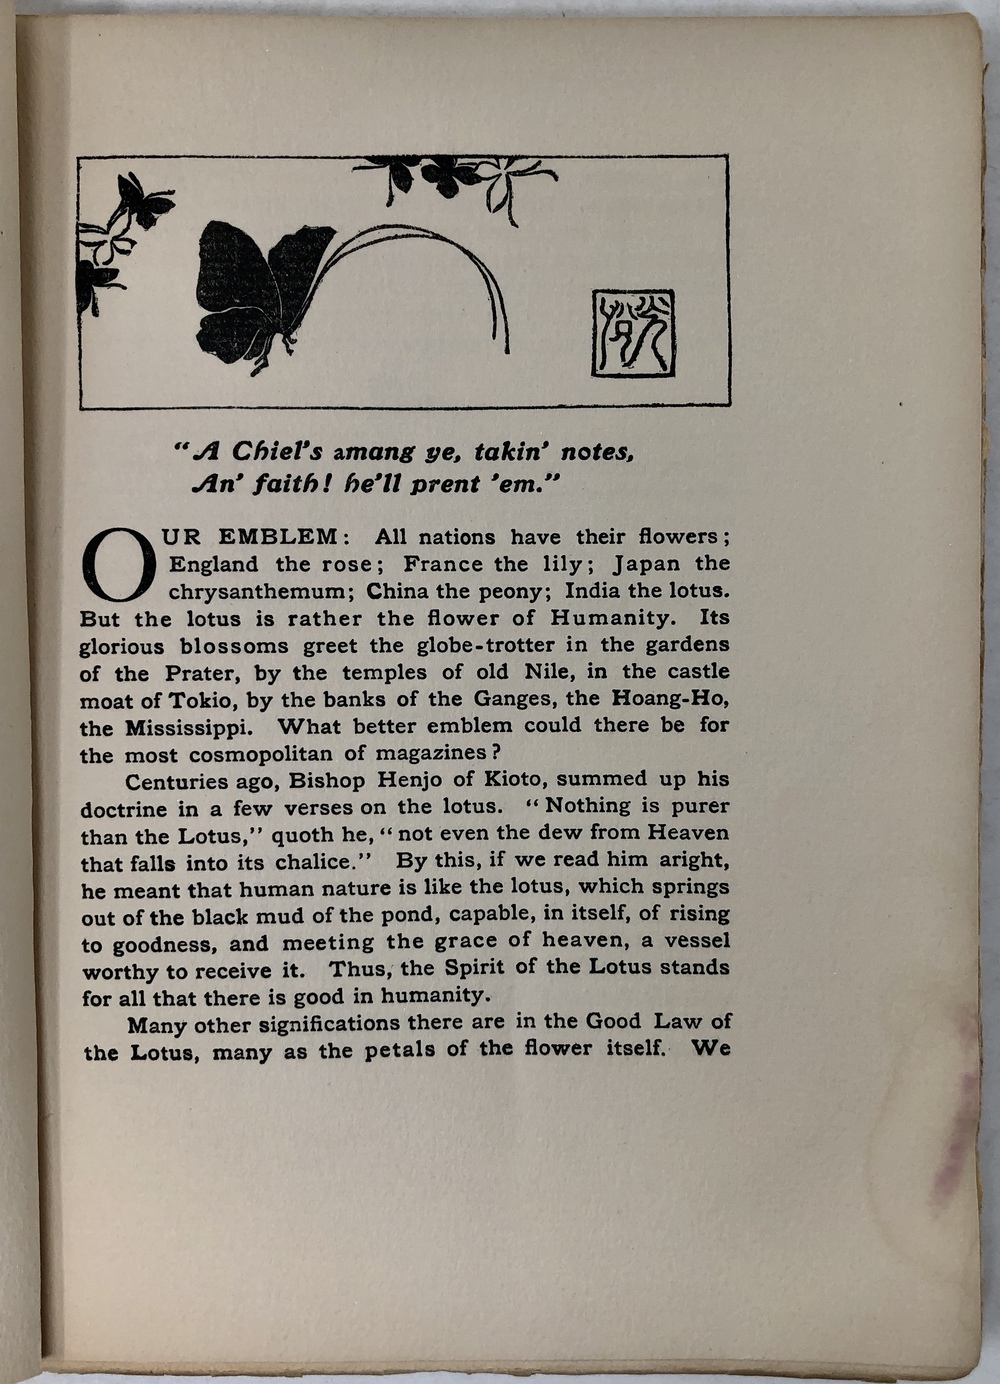 “A Chiel’s amang ye, takin’ notes,
An’ faith! he’ll prent ’em.”
OUR EMBLEM: All nations have their flowers;
England the rose; France the lily; Japan the
chrysanthemum; China the peony; India the lotus.
But the lotus is rather the flower of Humanity. Its
glorious blossoms greet the globe-trotter in the gardens
of the Prater, by the temples of old Nile, in the castle
moat of Tokio, by the banks of the Ganges, the Hoang-Ho,
the Mississippi. What better emblem could there be for
the most cosmopolitan of magazines?
Centuries ago, Bishop Henjo of Kioto, summed up his
doctrine in a few verses on the lotus. “Nothing is purer
than the Lotus,” quoth he, “not even the dew from Heaven
that falls into its chalice.” By this, if we read him aright,
he meant that human nature is like the lotus, which springs
out of the black mud of the pond, capable, in itself, of rising
to goodness, and meeting the grace of heaven, a vessel
worthy to receive it. Thus, the Spirit of the Lotus stands
for all that there is good in humanity.
Many other significations there are in the Good Law of
the Lotus, many as the petals of the flower itself. We